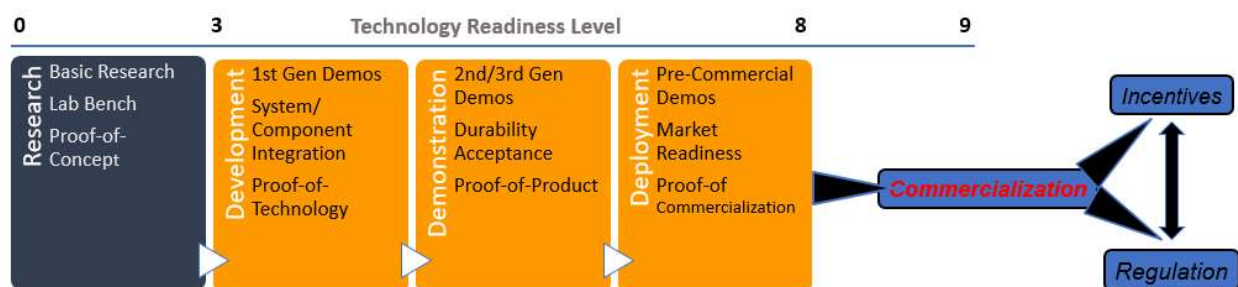 0 3 Technology Readiness Level 8 9
Research
Basic Research
Lab Bench
Proof-of-
Concept
Development
1st Gen Demos
System/
Component
Integration
Proof-of-
Technology
Demonstration
2nd/3rd Gen
Demos
Durability
Acceptance
Proof-of-Product
Deployment
Pre-Commercial
Demos
Market
Readiness
Proof-of
Commercialization
Commercialization
Incentives
Regulation